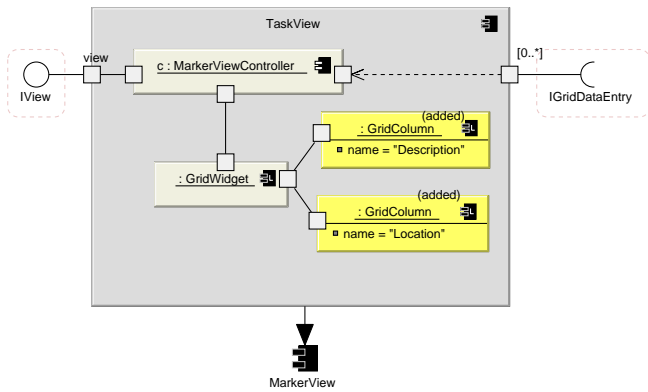 TaskView
view
[0..*]
c : MarkerViewController
IView
IGridDataEntry
(added)
: GridColumn
L
name = "Description"
: GridWidget
L
(added)
: GridColumn
L
name = "Location"
MarkerView